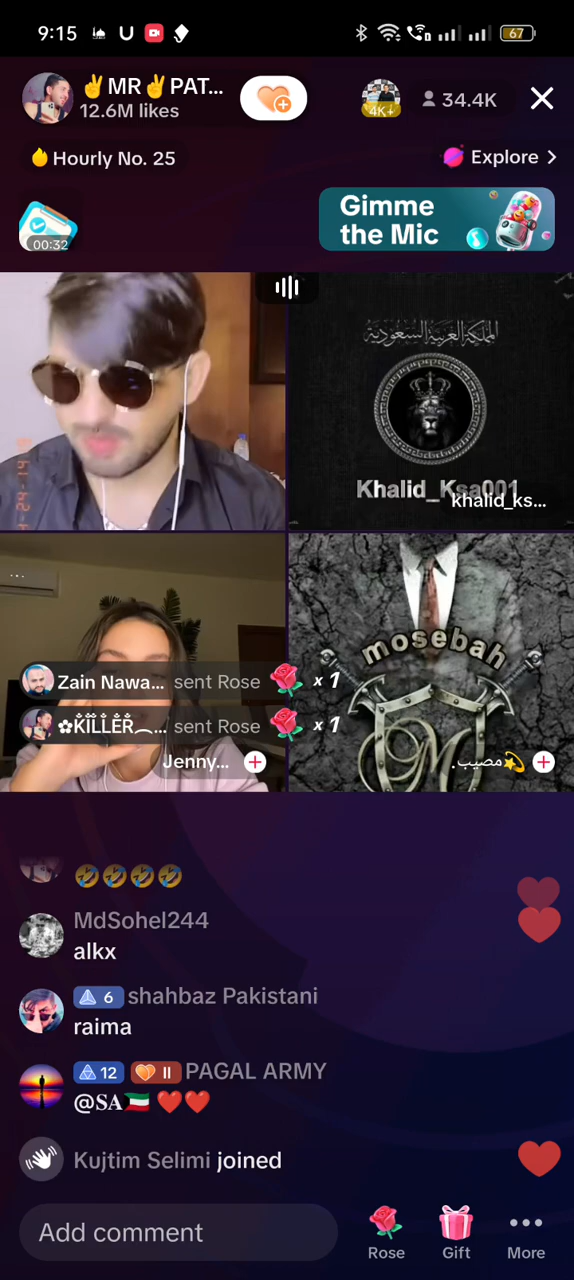 9:15
67
✌MR✌PAT...
12.6M likes
4K+
34.4K
Hourly No. 25
Explore
00:32
Gimme
the Mic
المملكة العربية السعودية
Khalid_Ksa001
khalid_ks...
mosebah
M
Zain Nawa... sent Rose x 1
sent Rose x 1
Jenny...
💫مصيب.
🤣🤣🤣🤣
MdSohel244
alkx
6 shahbaz Pakistani
raima
12 II PAGAL ARMY
@SA🇰🇼 ❤️❤️
Kujtim Selimi joined
Add comment
Rose
Gift
More